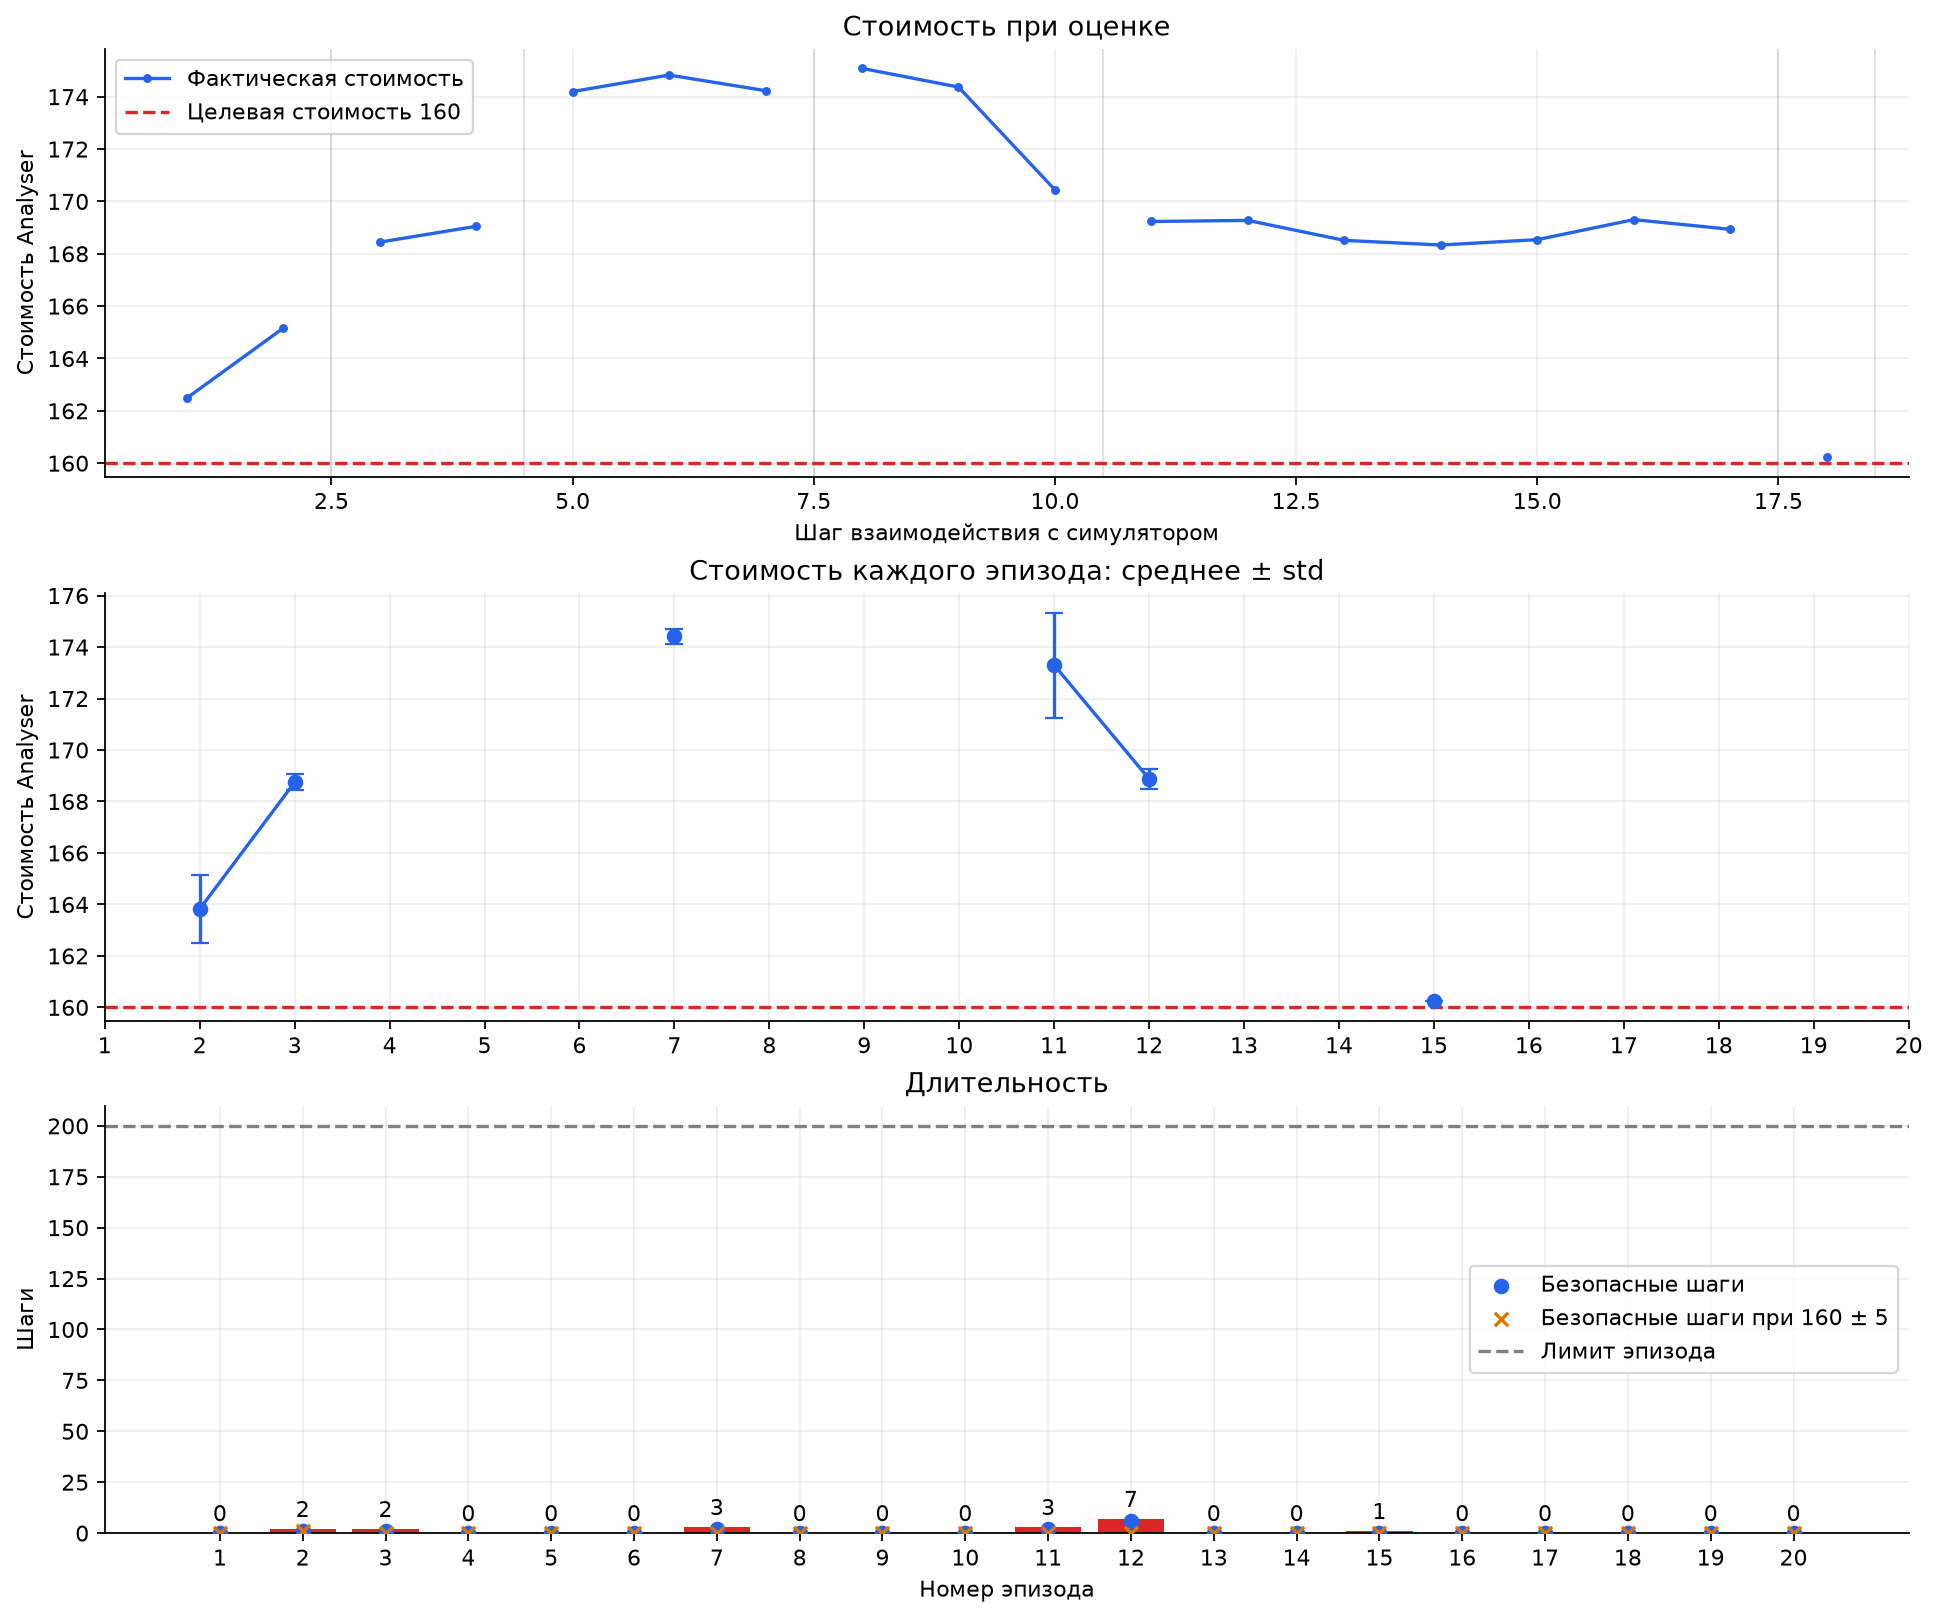 Стоимость при оценке
Фактическая стоимость
Целевая стоимость 160
Стоимость Analyser
174
172
170
168
166
164
162
160
2.5 5.0 7.5 10.0 12.5 15.0 17.5
Шаг взаимодействия с симулятором
Стоимость каждого эпизода: среднее ± std
Стоимость Analyser
176
174
172
170
168
166
164
162
160
1 2 3 4 5 6 7 8 9 10 11 12 13 14 15 16 17 18 19 20
Длительность
Шаги
200
175
150
125
100
75
50
25
0
Безопасные шаги
Безопасные шаги при 160 ± 5
Лимит эпизода
0 2 2 0 0 0 3 0 0 0 3 7 0 0 1 0 0 0 0 0
1 2 3 4 5 6 7 8 9 10 11 12 13 14 15 16 17 18 19 20
Номер эпизода